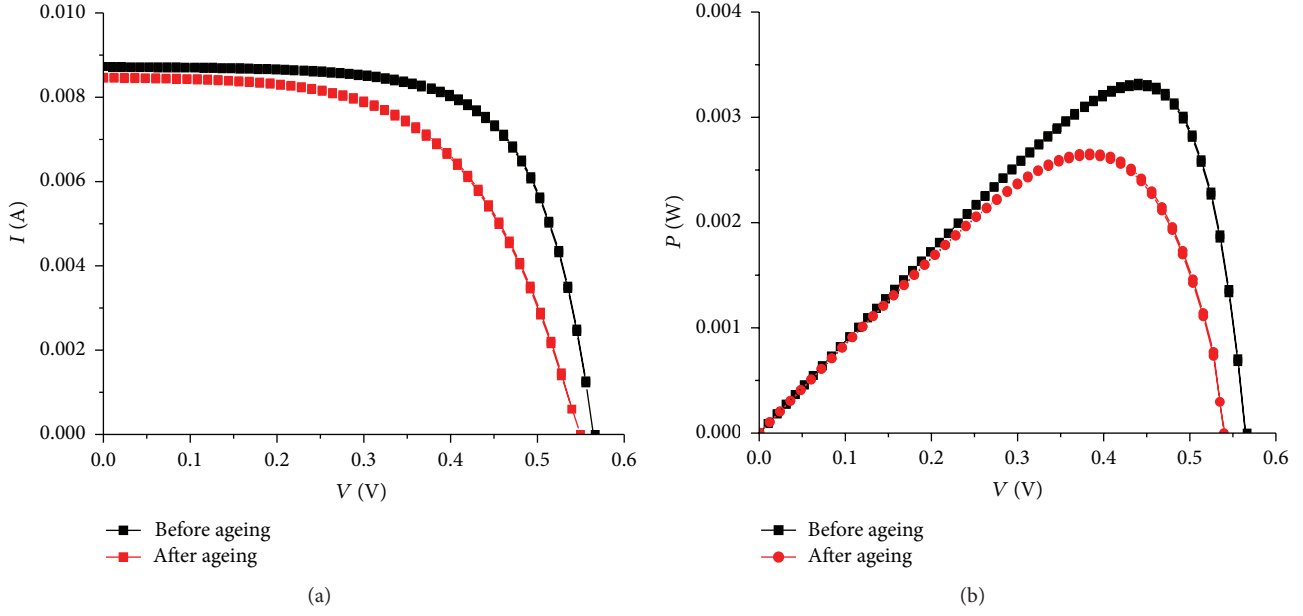 0.010
0.008
0.006
0.004
0.002
0.000
I (A)
0.0 0.1 0.2 0.3 0.4 0.5 0.6
V (V)
Before ageing
After ageing
(a)
0.004
0.003
0.002
0.001
0.000
P (W)
0.0 0.1 0.2 0.3 0.4 0.5 0.6
V (V)
Before ageing
After ageing
(b)